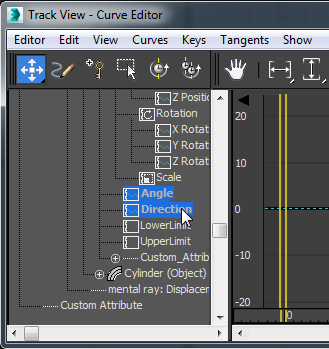 Track View - Curve Editor
Editor Edit View Curves Keys Tangents Show
Z Positio
Rotation
X Rotat
Y Rotat
Z Rotat
Scale
Angle
Direction
LowerLimit
UpperLimit
Custom_Attrib
Cylinder (Object)
mental ray: Displacer
Custom Attribute
20
10
0
-10
-20
0